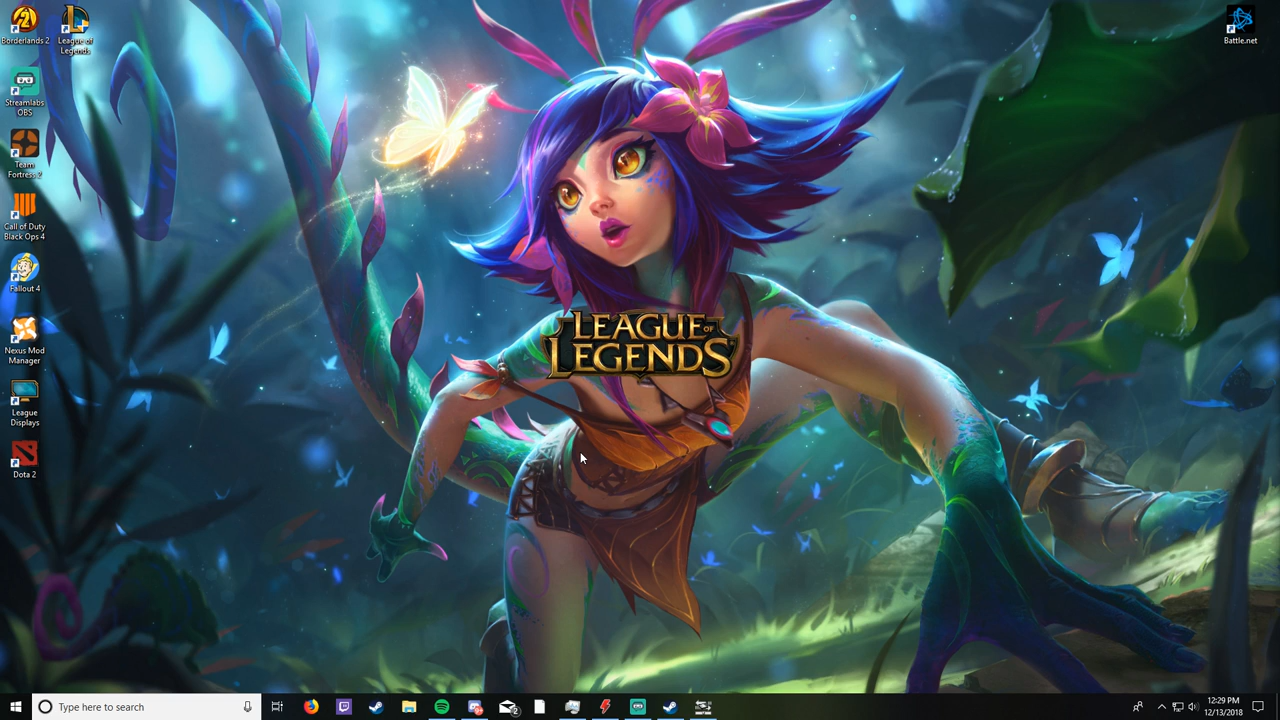 Borderlands 2
League of
Legends
Streamlabs
OBS
Team
Fortress 2
Call of Duty
Black Ops 4
Fallout 4
Nexus Mod
Manager
League
Displays
Dota 2
Battle.net
LEAGUE OF
LEGENDS
Type here to search
2
12:29 PM
12/13/2018